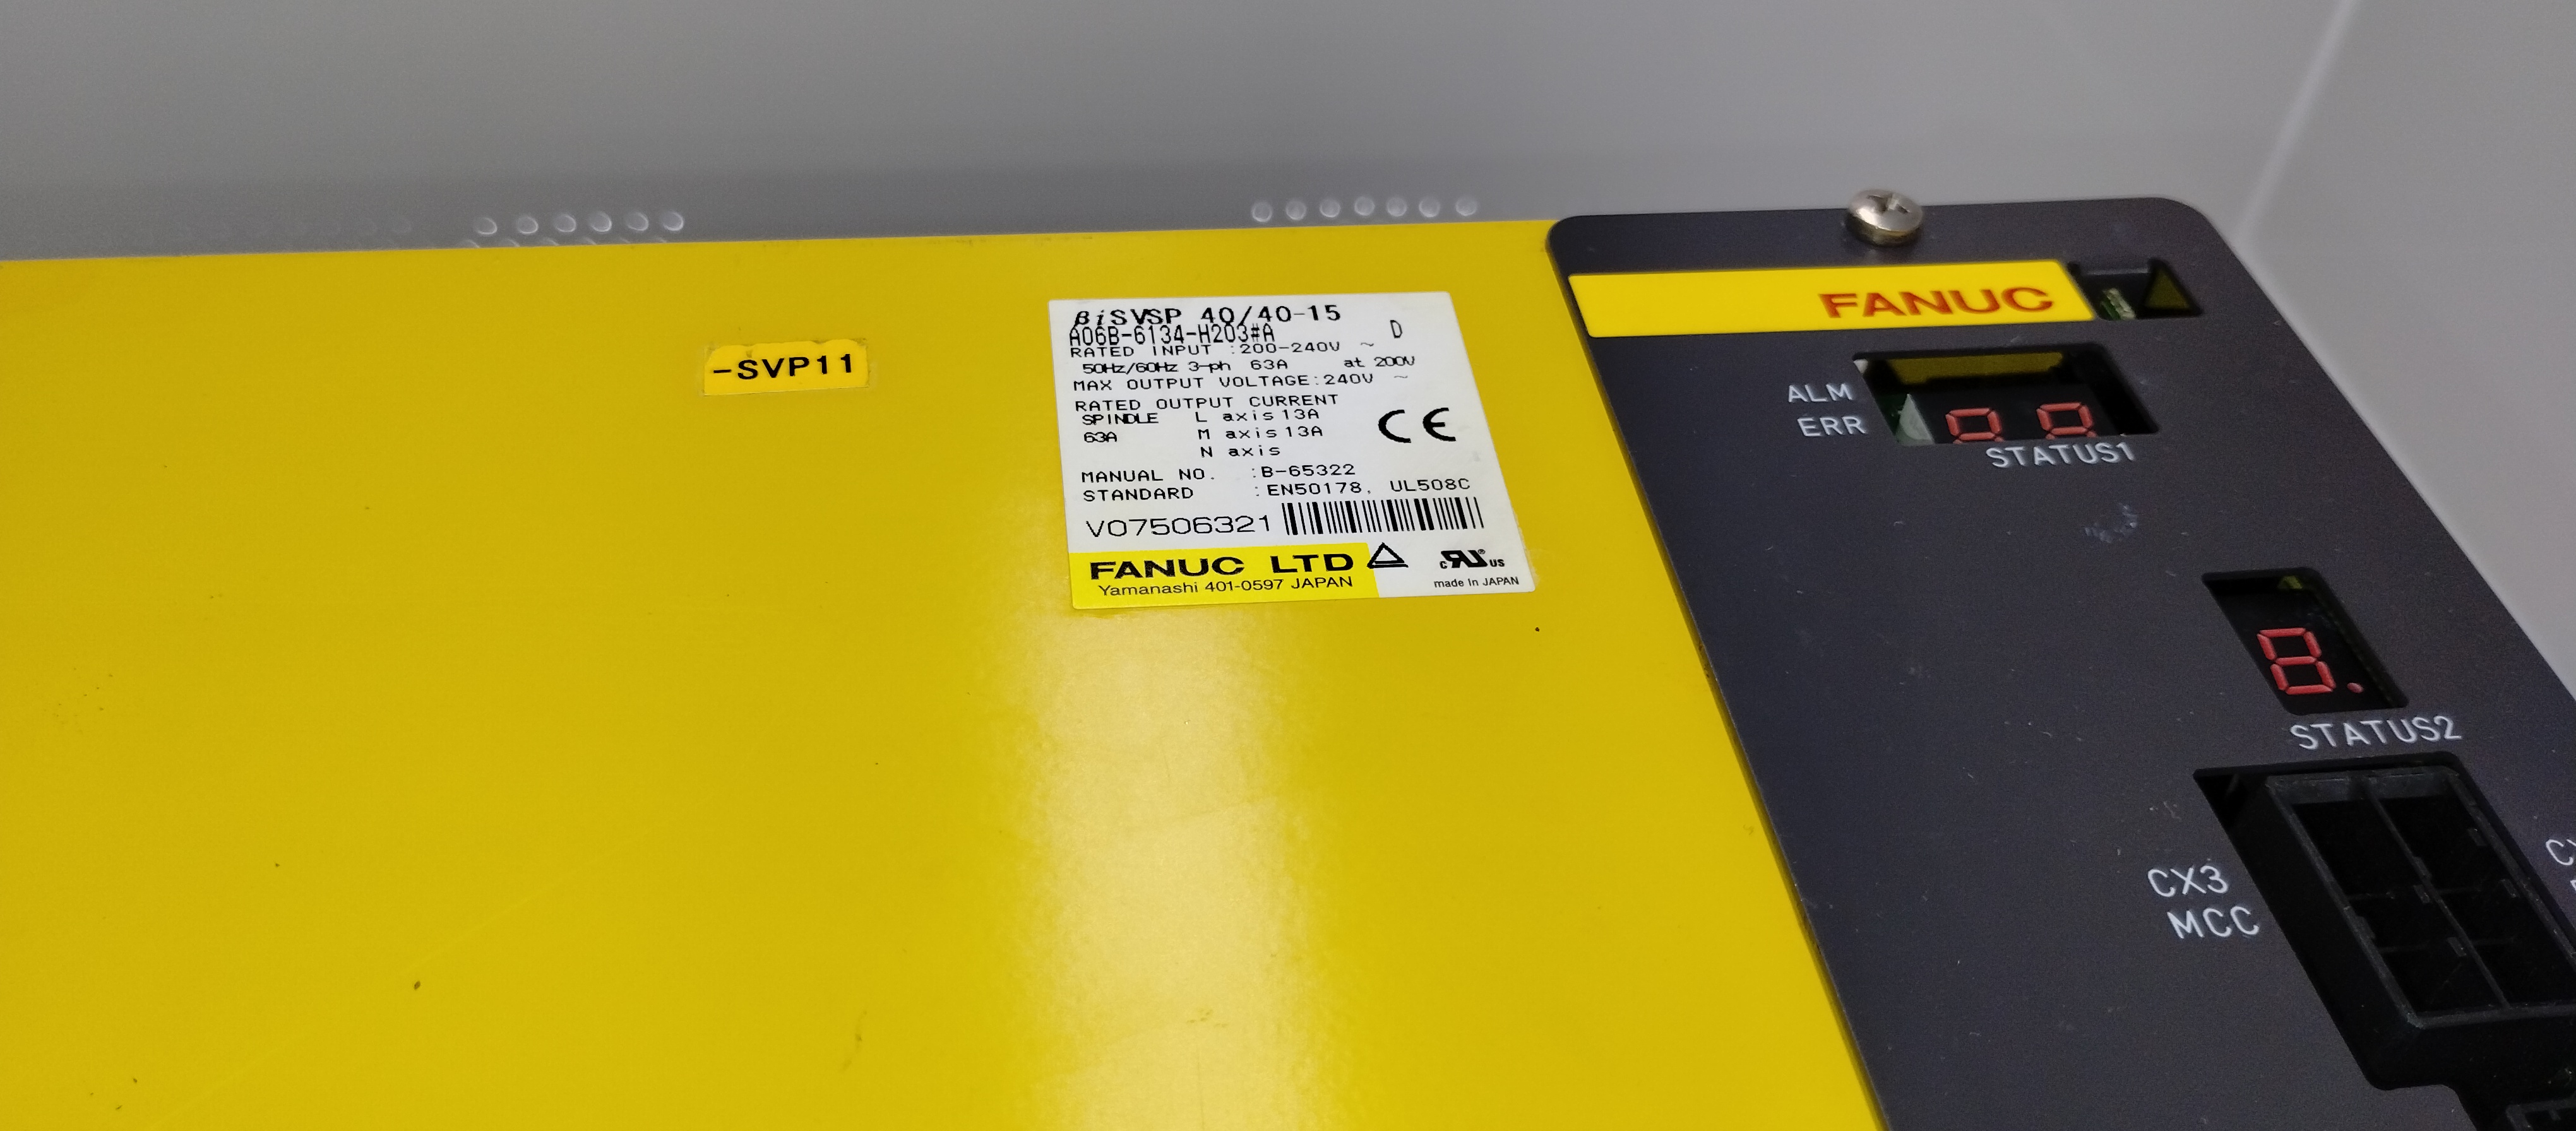 -SVP11
βiSVSP 40/40-15
A06B-6134-H203#A D
RATED INPUT :200-240V ~
50Hz/60Hz 3-ph 63A at 200V
MAX OUTPUT VOLTAGE:240V ~
RATED OUTPUT CURRENT
SPINDLE L axis 13A
63A M axis 13A
N axis
CE
MANUAL NO. :B-65322
STANDARD :EN50178, UL508C
V07506321
FANUC LTD
Yamanashi 401-0597 JAPAN
c RU us
made in JAPAN
FANUC
ALM
ERR
STATUS1
8.
STATUS2
CX3
MCC